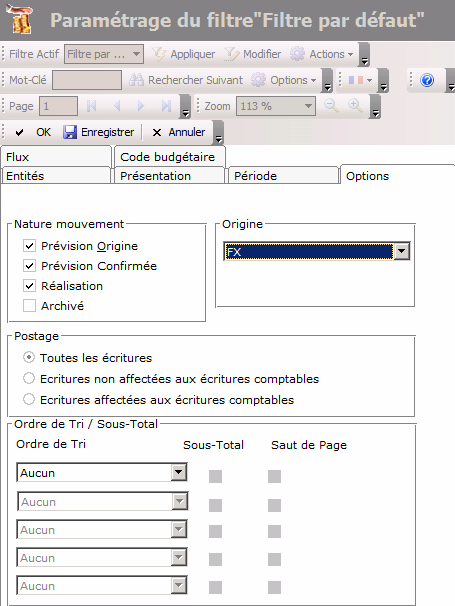 Paramétrage du filtre"Filtre par défaut"
Filtre Actif Filtre par ... Appliquer Modifier Actions
Mot-Clé Rechercher Suivant Options
Page 1 Zoom 113 %
OK Enregistrer Annuler
Flux Code budgétaire
Entités Présentation Période Options
Nature mouvement Origine
Prévision Origine FX
Prévision Confirmée
Réalisation
Archivé
Postage
Toutes les écritures
Ecritures non affectées aux écritures comptables
Ecritures affectées aux écritures comptables
Ordre de Tri / Sous-Total
Ordre de Tri Sous-Total Saut de Page
Aucun
Aucun
Aucun
Aucun
Aucun